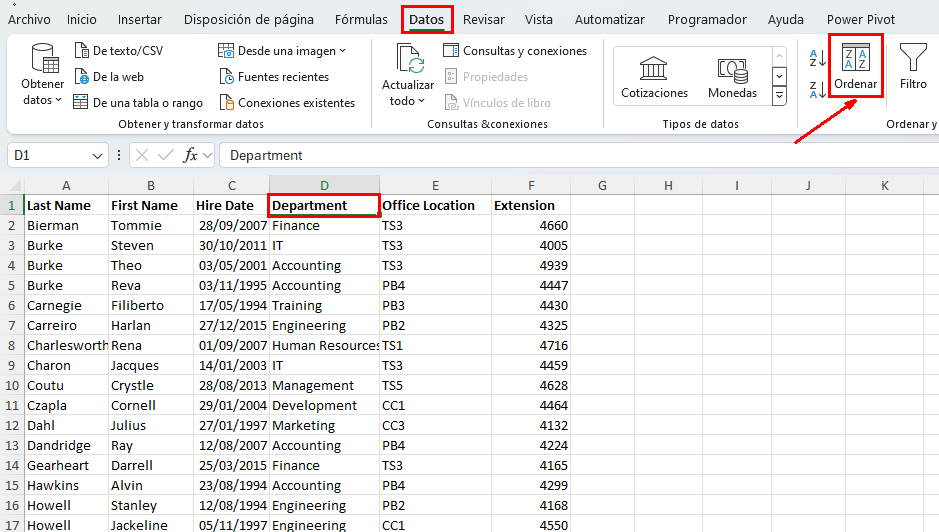 Archivo Inicio Insertar Disposición de página Fórmulas Datos Revisar Vista Automatizar Programador Ayuda Power Pivot
Obtener datos
De texto/CSV
De la web
De una tabla o rango
Desde una imagen
Fuentes recientes
Conexiones existentes
Obtener y transformar datos
Actualizar todo
Consultas y conexiones
Propiedades
Vínculos de libro
Consultas &conexiones
Cotizaciones
Monedas
Tipos de datos
A
Z
Z
A
Z A
A Z
Ordenar
Filtro
Ordenar y
D1 fx Department
A B C D E F G H I J K
1 Last Name First Name Hire Date Department Office Location Extension
2 Bierman Tommie 28/09/2007 Finance TS3 4660
3 Burke Steven 30/10/2011 IT TS3 4005
4 Burke Theo 03/05/2001 Accounting TS3 4939
5 Burke Reva 03/11/1995 Accounting PB4 4447
6 Carnegie Filiberto 17/05/1994 Training PB3 4430
7 Carreiro Harlan 27/12/2015 Engineering PB2 4325
8 Charlesworth Rena 01/09/2007 Human Resources TS1 4716
9 Charon Jacques 14/01/2003 IT TS3 4459
10 Coutu Crystle 28/08/2013 Management TS5 4628
11 Czapla Cornell 29/01/2004 Development CC1 4464
12 Dahl Julius 27/01/1997 Marketing CC3 4132
13 Dandridge Ray 12/08/2007 Accounting PB4 4224
14 Gearheart Darrell 25/03/2015 Finance TS3 4165
15 Hawkins Alvin 23/08/1994 Accounting PB4 4299
16 Howell Stanley 12/08/1994 Engineering PB2 4168
17 Howell Jackeline 05/11/1997 Engineering CC1 4550